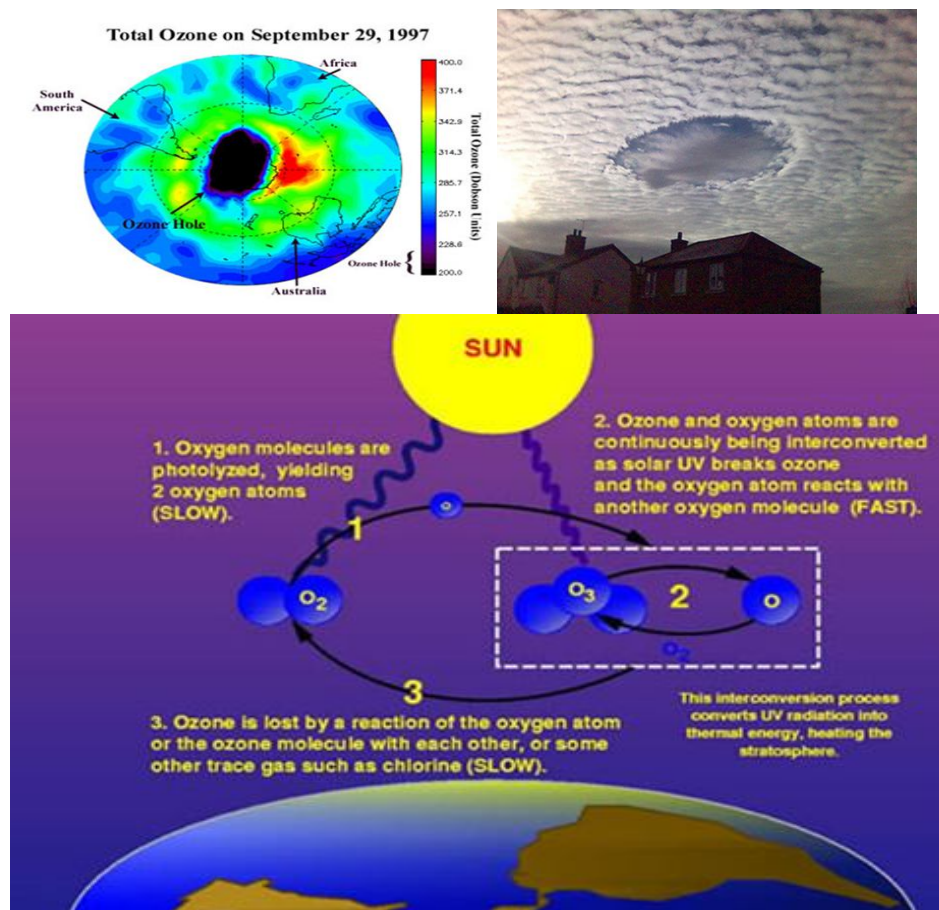 Total Ozone on September 29, 1997
Africa
South
America
Ozone Hole
Australia
Ozone Hole {
400.0
371.4
342.9
314.3
285.7
257.1
228.6
200.0
Total Ozone (Dobson Units)
SUN
1. Oxygen molecules are
photolyzed, yielding
2 oxygen atoms
(SLOW).
2. Ozone and oxygen atoms are
continuously being interconverted
as solar UV breaks ozone
and the oxygen atom reacts with
another oxygen molecule (FAST).
1
O
O2
O3
2
O
O2
3
3. Ozone is lost by a reaction of the oxygen atom
or the ozone molecule with each other, or some
other trace gas such as chlorine (SLOW).
This interconversion process
converts UV radiation into
thermal energy, heating the
stratosphere.